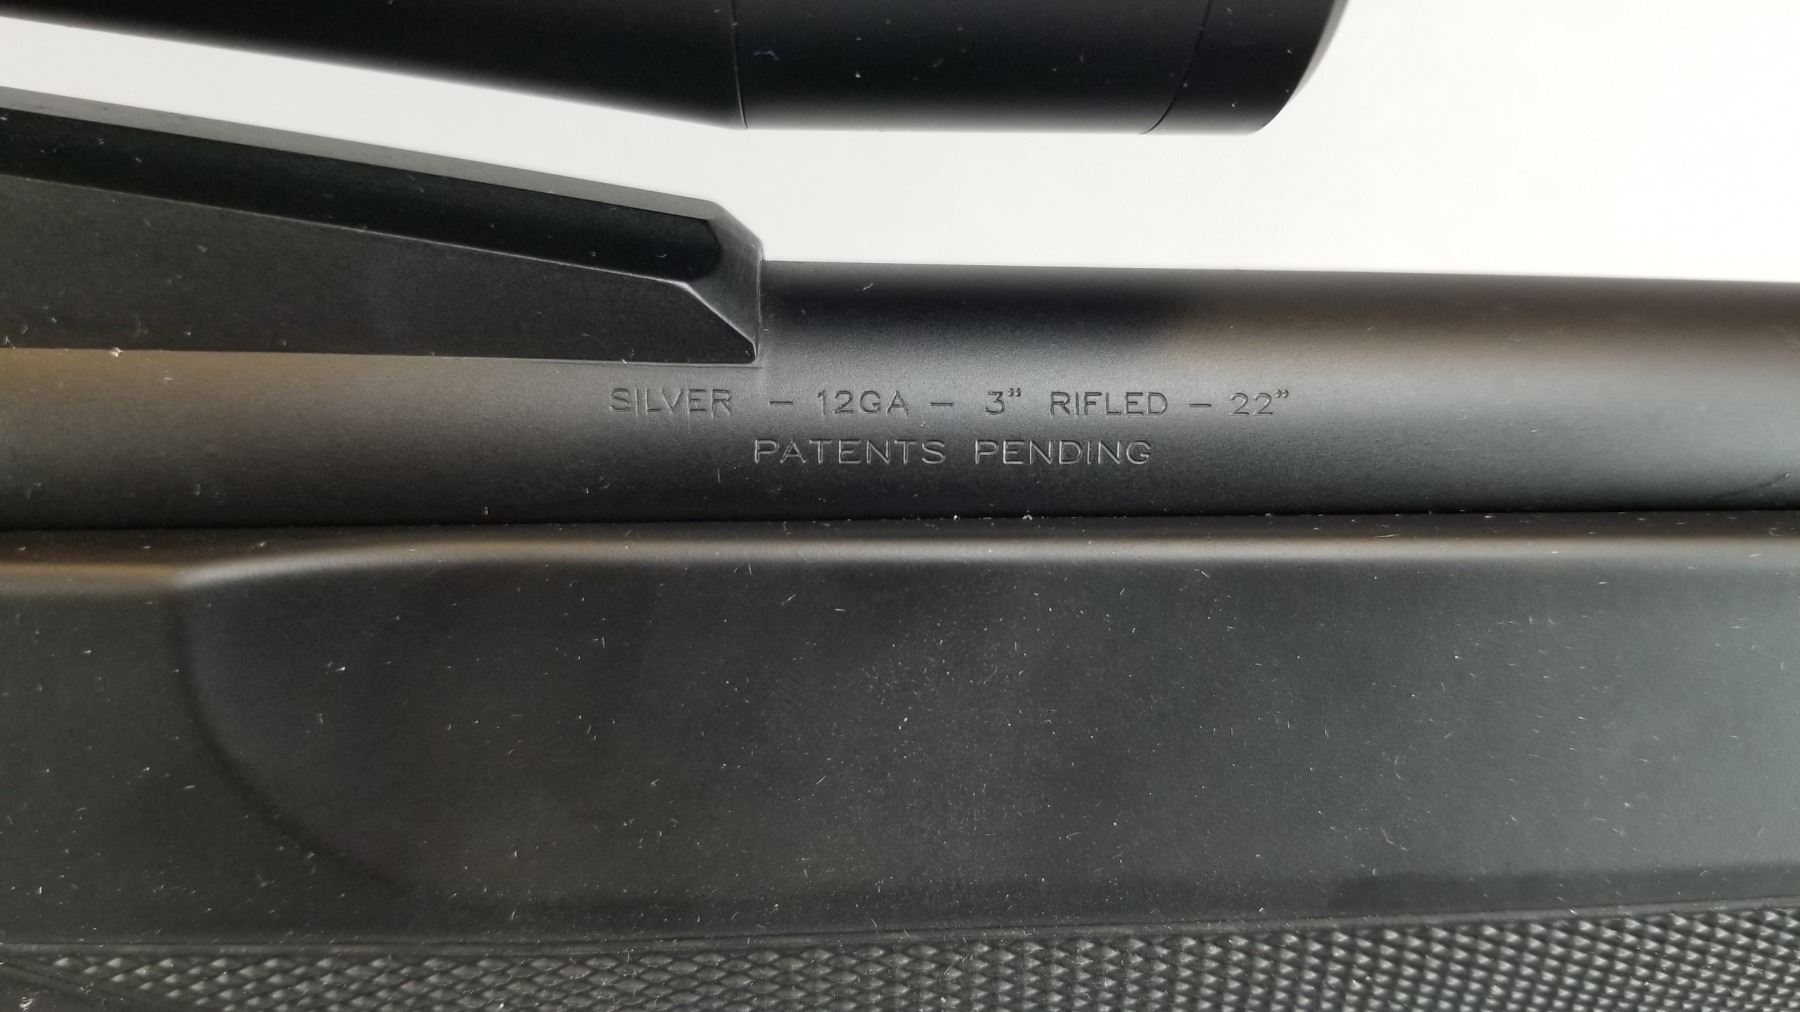 SILVER - 12GA - 3" RIFLED - 22"
PATENTS PENDING